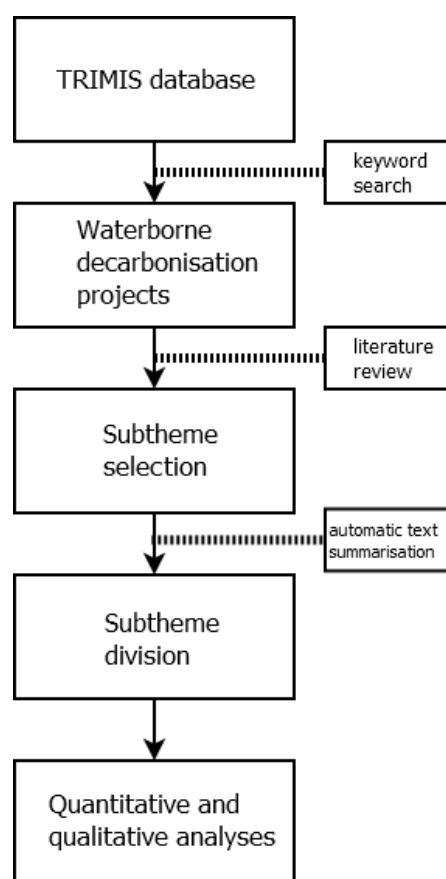 TRIMIS database
keyword
search
Waterborne
decarbonisation
projects
literature
review
Subtheme
selection
automatic text
summarisation
Subtheme
division
Quantitative and
qualitative analyses